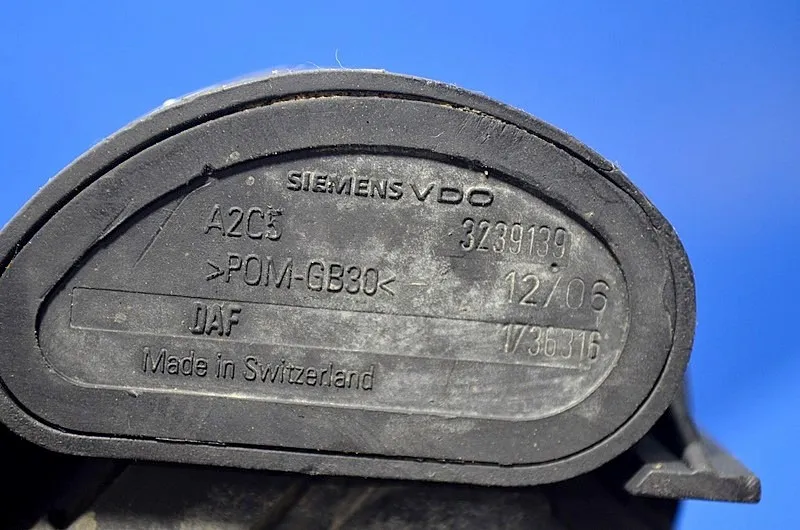 SIEMENS VDO
A2C5 3239139
>POM-GB30< 12/06
DAF 1736316
Made in Switzerland